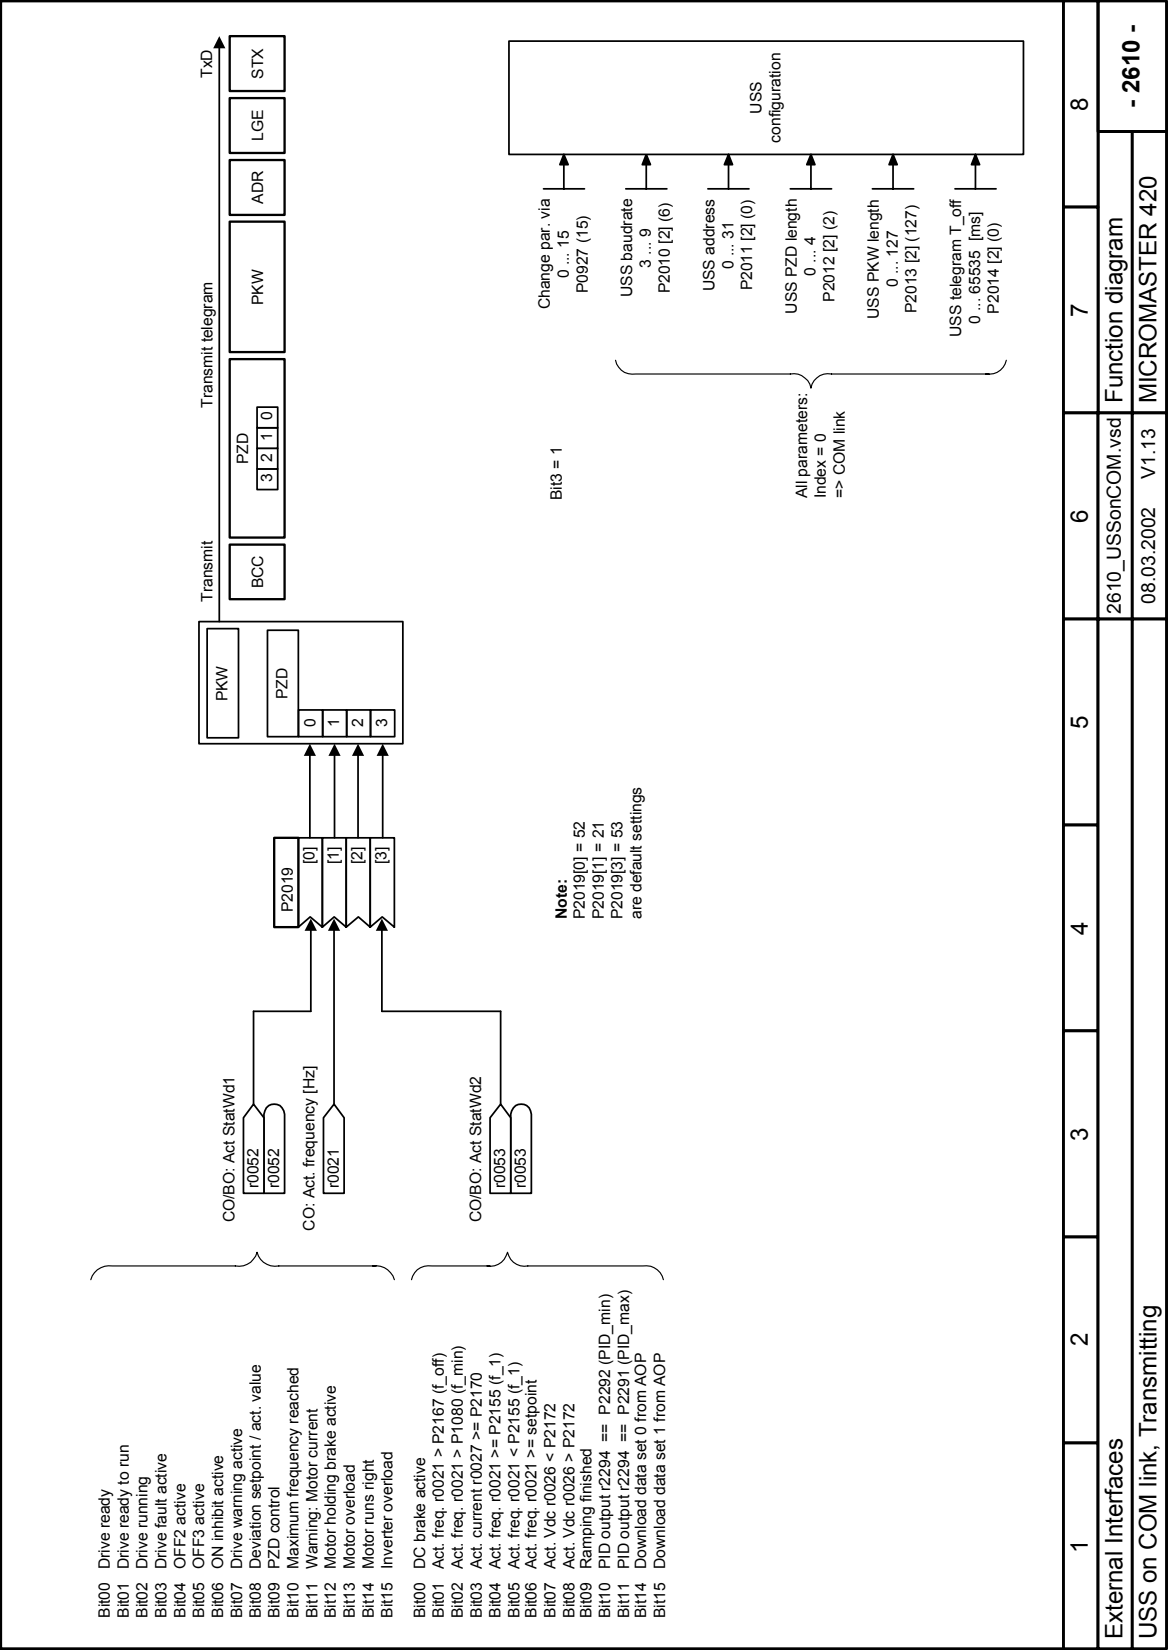 Bit00 Drive ready
Bit01 Drive ready to run
Bit02 Drive running
Bit03 Drive fault active
Bit04 OFF2 active
Bit05 OFF3 active
Bit06 ON inhibit active
Bit07 Drive warning active
Bit08 Deviation setpoint / act. value
Bit09 PZD control
Bit10 Maximum frequency reached
Bit11 Warning: Motor current
Bit12 Motor holding brake active
Bit13 Motor overload
Bit14 Motor runs right
Bit15 Inverter overload
Bit00 DC brake active
Bit01 Act. freq. r0021 > P2167 (f_off)
Bit02 Act. freq. r0021 > P1080 (f_min)
Bit03 Act. current r0027 >= P2170
Bit04 Act. freq. r0021 >= P2155 (f_1)
Bit05 Act. freq. r0021 < P2155 (f_1)
Bit06 Act. freq. r0021 >= setpoint
Bit07 Act. Vdc r0026 < P2172
Bit08 Act. Vdc r0026 > P2172
Bit09 Ramping finished
Bit10 PID output r2294 == P2292 (PID_min)
Bit11 PID output r2294 == P2291 (PID_max)
Bit14 Download data set 0 from AOP
Bit15 Download data set 1 from AOP
CO/BO: Act StatWd1
r0052
r0052
CO: Act. frequency [Hz]
r0021
CO/BO: Act StatWd2
r0053
r0053
P2019
[0]
[1]
[2]
[3]
Note:
P2019[0] = 52
P2019[1] = 21
P2019[3] = 53
are default settings
PKW
PZD
0
1
2
3
Transmit
Transmit telegram
TxD
BCC
PZD
3 2 1 0
PKW
ADR
LGE
STX
Bit3 = 1
All parameters:
Index = 0
=> COM link
Change par. via
0 ... 15
P0927 (15)
USS baudrate
3 ... 9
P2010 [2] (6)
USS address
0 ... 31
P2011 [2] (0)
USS PZD length
0 ... 4
P2012 [2] (2)
USS PKW length
0 ... 127
P2013 [2] (127)
USS telegram T_off
0 ... 65535 [ms]
P2014 [2] (0)
USS
configuration
1 2 3 4 5 6 7 8
External Interfaces
2610_USSonCOM.vsd
Function diagram
- 2610 -
USS on COM link, Transmitting
08.03.2002 V1.13
MICROMASTER 420